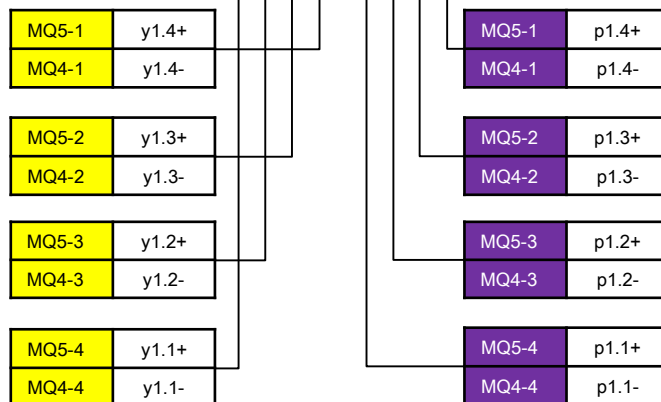 MQ5-1 y1.4+
MQ4-1 y1.4-
MQ5-2 y1.3+
MQ4-2 y1.3-
MQ5-3 y1.2+
MQ4-3 y1.2-
MQ5-4 y1.1+
MQ4-4 y1.1-
MQ5-1 p1.4+
MQ4-1 p1.4-
MQ5-2 p1.3+
MQ4-2 p1.3-
MQ5-3 p1.2+
MQ4-3 p1.2-
MQ5-4 p1.1+
MQ4-4 p1.1-